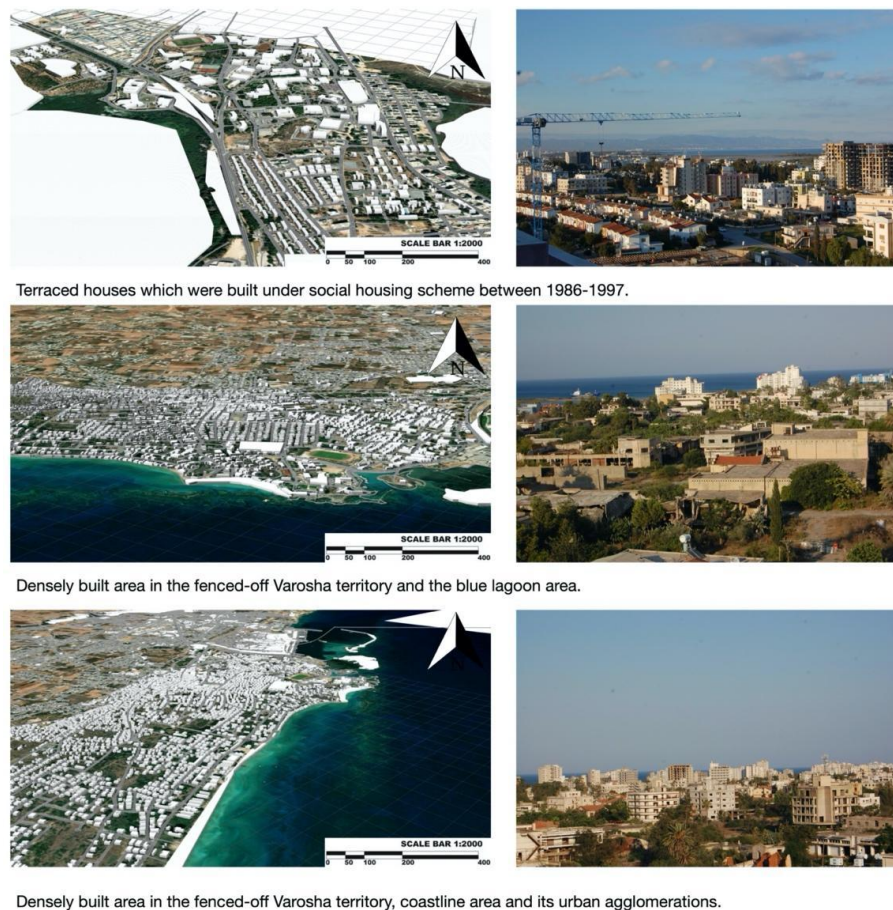 N
SCALE BAR 1:2000
0 50 100 200 400
Terraced houses which were built under social housing scheme between 1986-1997.
N
SCALE BAR 1:2000
0 50 100 200 400
Densely built area in the fenced-off Varosha territory and the blue lagoon area.
N
SCALE BAR 1:2000
0 50 100 200 400
Densely built area in the fenced-off Varosha territory, coastline area and its urban agglomerations.